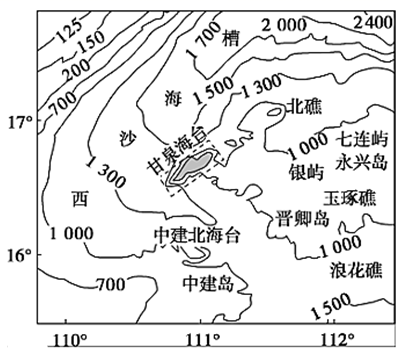 125
150
200
700
1 700
槽
2 000
2400
海
1 500
1 300
17°
沙
甘泉海台
北礁
1 000
七连屿
银屿
永兴岛
1 300
西
玉琢礁
晋卿岛
1 000
中建北海台
1 000
16°
浪花礁
700
中建岛
1 500
110°
111°
112°